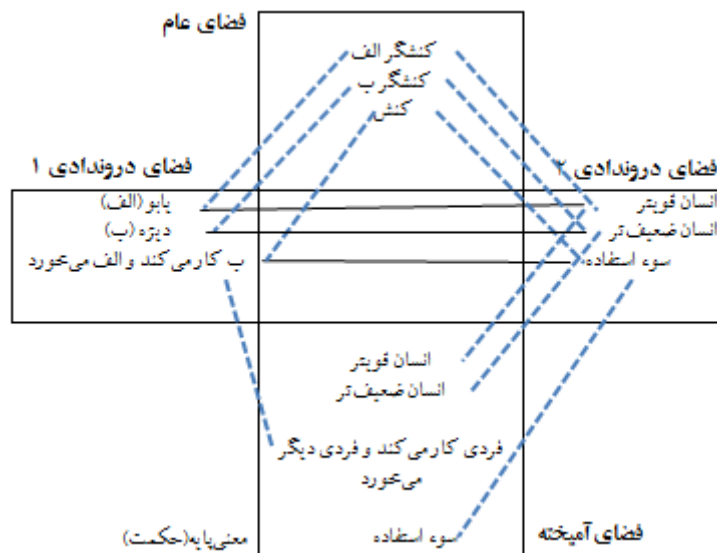 فضای عام
کنشگر الف
کنشگر ب
کنش
فضای دروندادی ۱
فضای دروندادی ۲
یابو (الف)
دیزه (ب)
ب کار می‌کند و الف می‌خورد
انسان قویتر
انسان ضعیف‌تر
سوء استفاده
انسان قویتر
انسان ضعیف‌تر
فردی کار می‌کند و فردی دیگر
می‌خورد
سوء استفاده
معنی پایه(حکمت)
فضای آمیخته